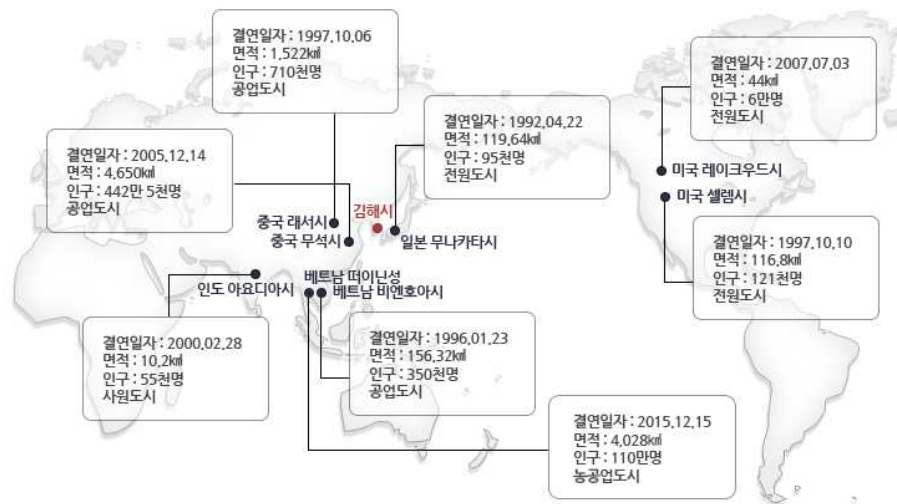 결연일자 : 1997.10.06
면적 : 1,522㎢
인구 : 710천명
공업도시
결연일자 : 2007.07.03
면적 : 44㎢
인구 : 6만명
전원도시
결연일자 : 1992.04.22
면적 : 119.64㎢
인구 : 95천명
전원도시
결연일자 : 2005.12.14
면적 : 4,650㎢
인구 : 442만 5천명
공업도시
미국 레이크우드시
미국 셀렘시
김해시
중국 래서시
중국 무석시
일본 무나카타시
결연일자 : 1997.10.10
면적 : 116.8㎢
인구 : 121천명
전원도시
베트남 떠이닌성
인도 아요디아시
베트남 비엔호아시
결연일자 : 2000.02.28
면적 : 10.2㎢
인구 : 55천명
사원도시
결연일자 : 1996.01.23
면적 : 156.32㎢
인구 : 350천명
공업도시
결연일자 : 2015.12.15
면적 : 4,028㎢
인구 : 110만명
농공업도시